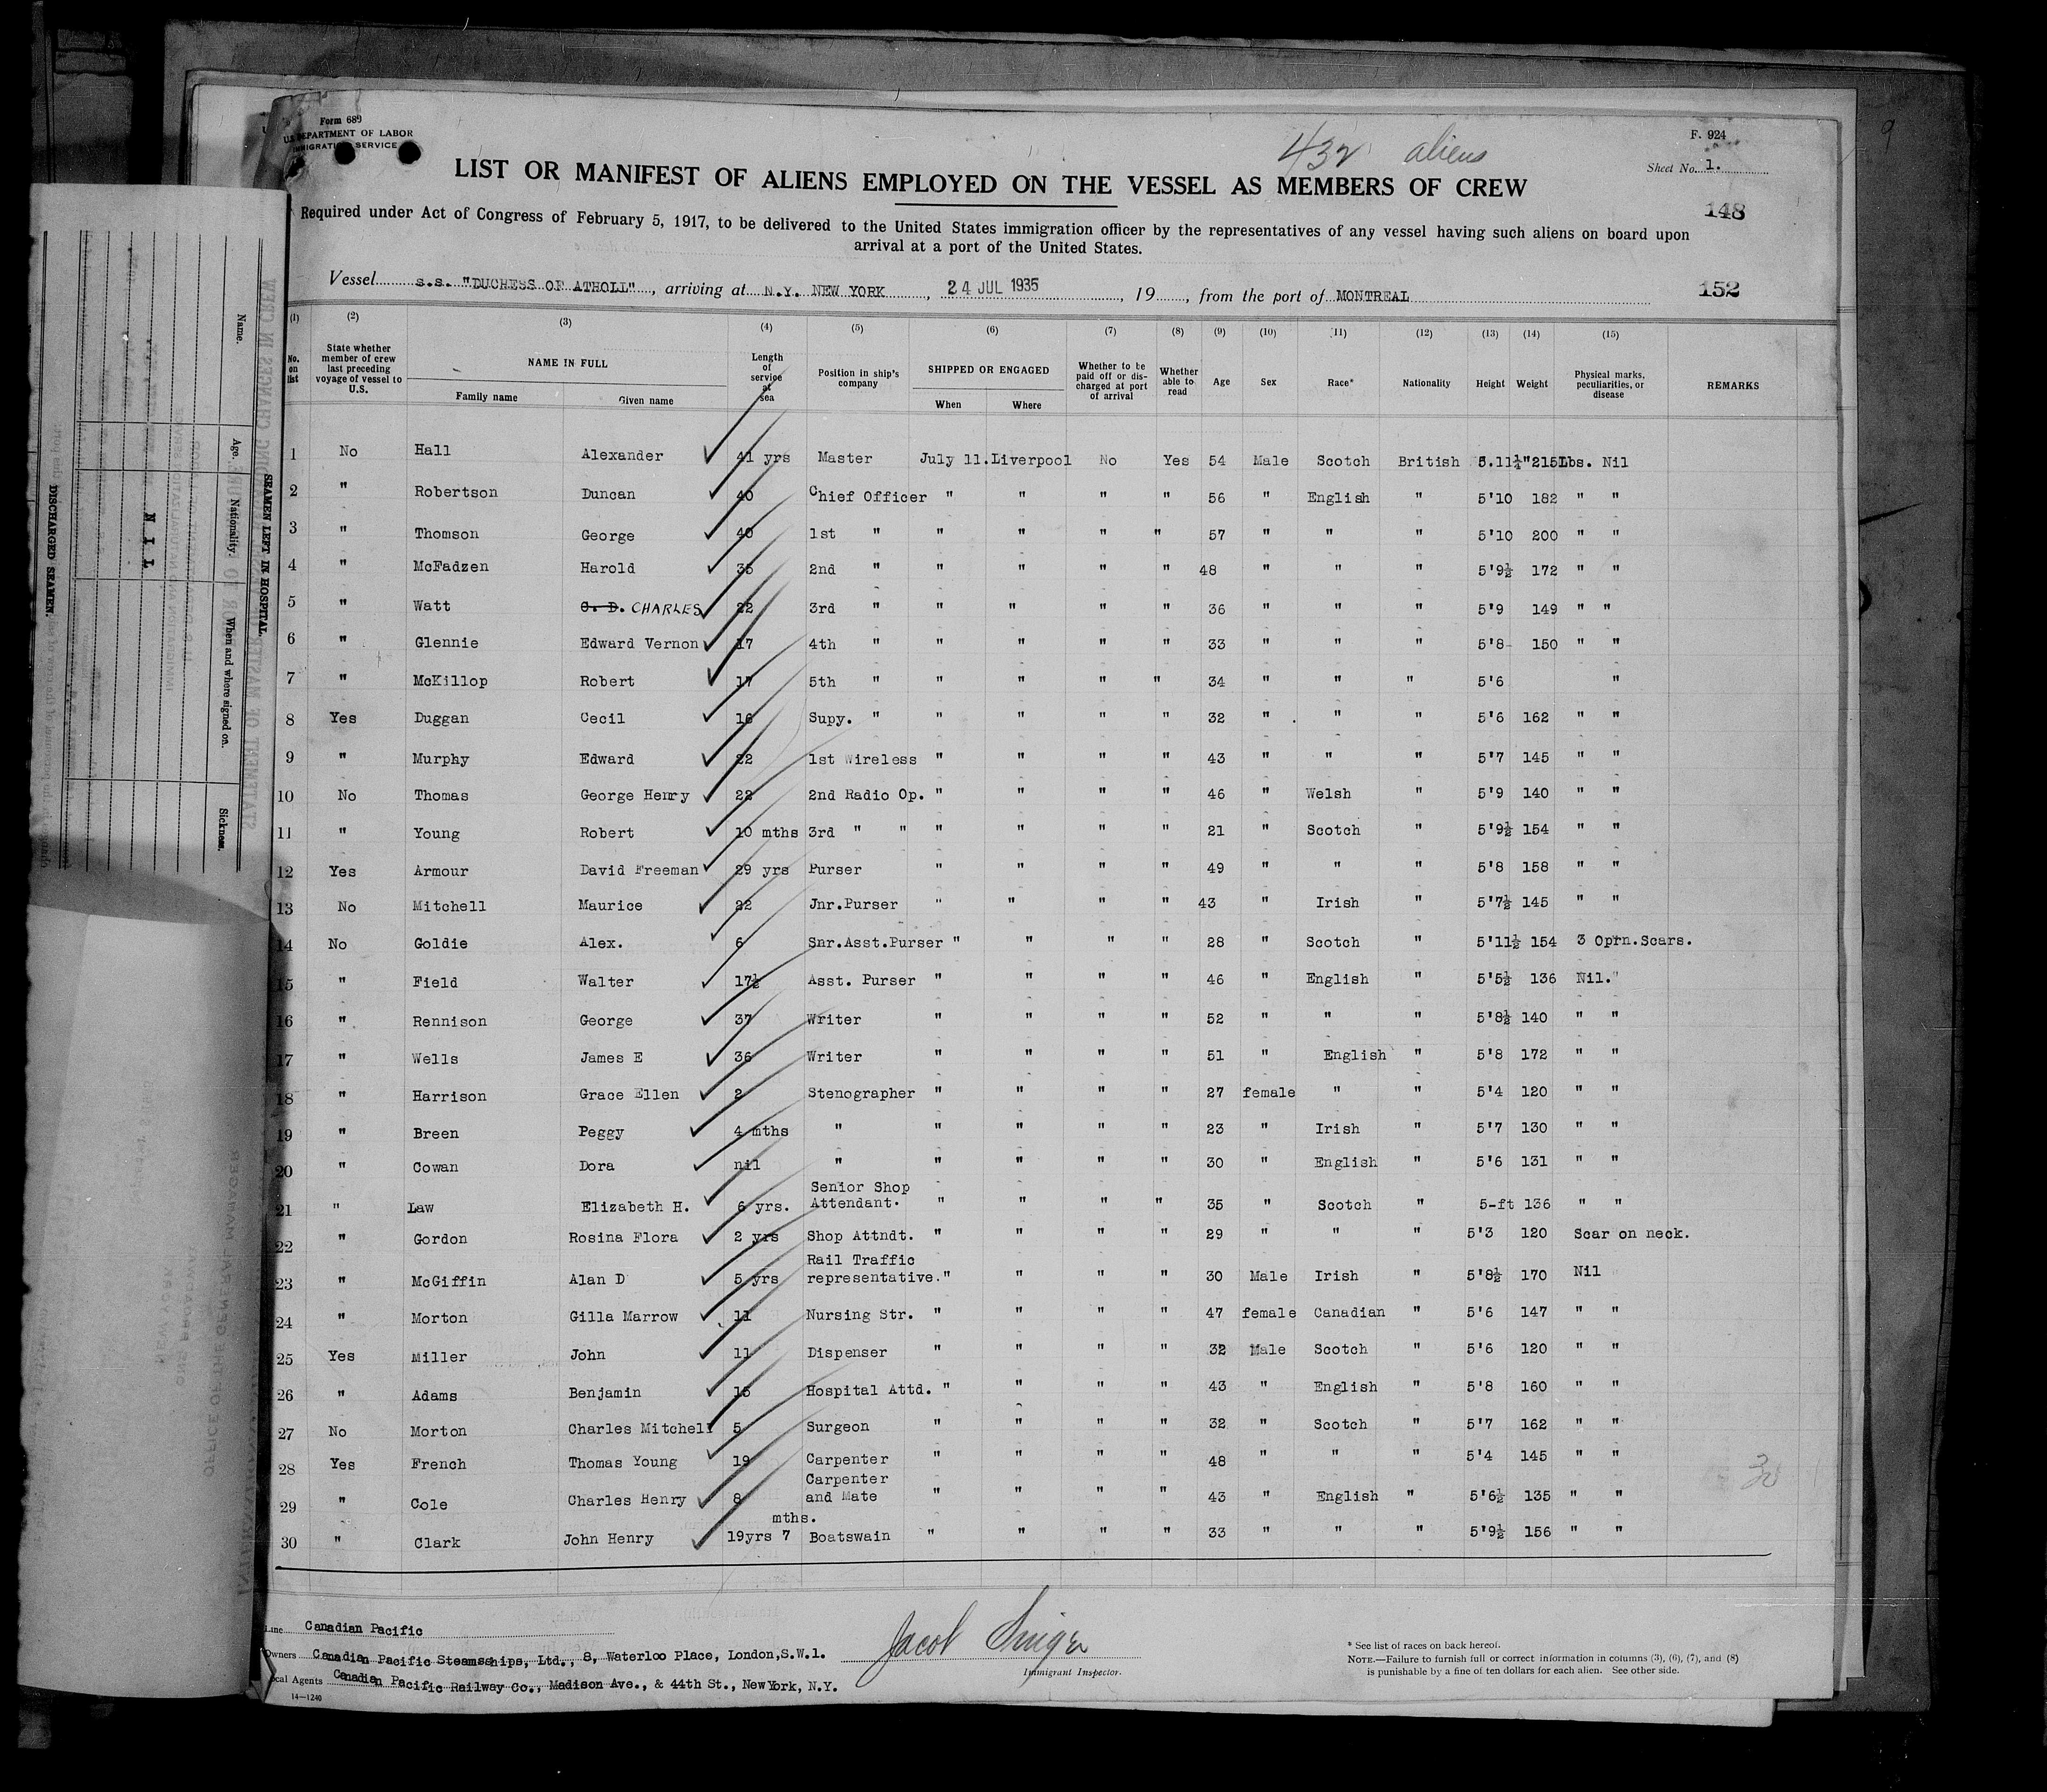 Form 689
U.S. DEPARTMENT OF LABOR
IMMIGRATION SERVICE
432 aliens
F. 924
Sheet No. 1.
LIST OR MANIFEST OF ALIENS EMPLOYED ON THE VESSEL AS MEMBERS OF CREW
148
Required under Act of Congress of February 5, 1917, to be delivered to the United States immigration officer by the representatives of any vessel having such aliens on board upon
arrival at a port of the United States.
Vessel s.s. "DUCHESS OF ATHOLL", arriving at N.Y. NEW YORK, 24 JUL 1935, 19, from the port of MONTREAL
152
(1) (2) (3) (4) (5) (6) (7) (8) (9) (10) (11) (12) (13) (14) (15)
No. on list State whether member of crew last preceding voyage of vessel to U.S. NAME IN FULL Family name Given name Length of service at sea Position in ship's company SHIPPED OR ENGAGED When Where Whether to be paid off or discharged at port of arrival Whether able to read Age Sex Race* Nationality Height Weight Physical marks, peculiarities, or disease REMARKS
1 No Hall Alexander 41 yrs Master July 11. Liverpool No Yes 54 Male Scotch British 5.11¼" 215Lbs. Nil
2 " Robertson Duncan 40 Chief Officer " " " " 56 " English " 5'10 182 " "
3 " Thomson George 40 1st " " " " " 57 " " " 5'10 200 " "
4 " McFadzen Harold 35 2nd " " " " " 48 " " " 5'9½ 172 " "
5 " Watt C. D. CHARLES 22 3rd " " " " " 36 " " " 5'9 149 " "
6 " Glennie Edward Vernon 17 4th " " " " " 33 " " " 5'8 150 " "
7 " McKillop Robert 17 5th " " " " " 34 " " " 5'6 "
8 Yes Duggan Cecil 16 Supy. " " " " " 32 " " " 5'6 162 " "
9 " Murphy Edward 22 1st Wireless " " " " 43 " " " 5'7 145 " "
10 No Thomas George Henry 22 2nd Radio Op. " " " " 46 " Welsh " 5'9 140 " "
11 " Young Robert 10 mths 3rd " " " " " " 21 " Scotch " 5'9½ 154 " "
12 Yes Armour David Freeman 29 yrs Purser " " " " 49 " " " 5'8 158 " "
13 No Mitchell Maurice 22 Jnr.Purser " " " " 43 " Irish " 5'7½ 145 " "
14 No Goldie Alex. 6 Snr.Asst.Purser " " " " 28 " Scotch " 5'11½ 154 3 Oprn.Scars.
15 " Field Walter 17½ Asst. Purser " " " " 46 " English " 5'5½ 136 Nil. "
16 " Rennison George 37 Writer " " " " 52 " " " 5'8½ 140 " "
17 " Wells James E 36 Writer " " " " 51 " English " 5'8 172 " "
18 " Harrison Grace Ellen 2 Stenographer " " " " 27 female " " 5'4 120 " "
19 " Breen Peggy 4 mths " " " " " 23 " Irish " 5'7 130 " "
20 " Cowan Dora nil " " " " " 30 " English " 5'6 131 " "
21 " Law Elizabeth H. 6 yrs. Senior Shop Attendant. " " " " 35 " Scotch " 5-ft 136 " "
22 " Gordon Rosina Flora 2 yrs Shop Attndt. " " " " 29 " " " 5'3 120 Scar on neck.
23 " McGiffin Alan D 5 yrs Rail Traffic representative. " " " " 30 Male Irish " 5'8½ 170 Nil
24 " Morton Gilla Marrow 11 Nursing Str. " " " " 47 female Canadian " 5'6 147 " "
25 Yes Miller John 11 Dispenser " " " " 32 Male Scotch " 5'6 120 " "
26 " Adams Benjamin 15 Hospital Attd. " " " " 43 " English " 5'8 160 " "
27 No Morton Charles Mitchell 5 Surgeon " " " " 32 " Scotch " 5'7 162 " "
28 Yes French Thomas Young 19 Carpenter " " " " 48 " " " 5'4 145 " "
29 " Cole Charles Henry 8 Carpenter and Mate " " " " 43 " English " 5'6½ 135 " "
30 " Clark John Henry 19yrs 7 mths. Boatswain " " " " 33 " " " 5'9½ 156 " "
30
Line Canadian Pacific
Owners Canadian Pacific Steamships, Ltd., 8, Waterloo Place, London, S.W.1.
Local Agents Canadian Pacific Railway Co., Madison Ave., & 44th St., New York, N.Y.
14—1240
Jacob Singer
Immigrant Inspector.
* See list of races on back hereof.
NOTE.—Failure to furnish full or correct information in columns (3), (6), (7), and (8)
is punishable by a fine of ten dollars for each alien. See other side.
SEAMEN LEFT IN HOSPITAL
Name. Age. Nationality. When and where signed on. Sickness.
NIL
DISCHARGED SEAMEN.
9